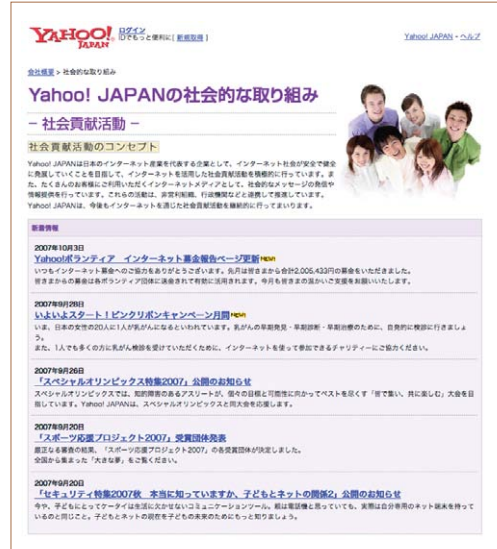 YAHOO! JAPAN
ログイン
IDでもっと便利に[ 新規取得 ]
Yahoo! JAPAN - ヘルプ
会社概要 > 社会的な取り組み
Yahoo! JAPANの社会的な取り組み
− 社会貢献活動 −
社会貢献活動のコンセプト
Yahoo! JAPANは日本のインターネット産業を代表する企業として、インターネット社会が安全で健全
に発展していくことを目指して、インターネットを活用した社会貢献活動を積極的に行っています。ま
た、たくさんのお客様にご利用いただくインターネットメディアとして、社会的なメッセージの発信や
情報提供を行っています。これらの活動は、非営利組織、行政機関などと連携して推進しています。
Yahoo! JAPANは、今後もインターネットを通じた社会貢献活動を継続的に行ってまいります。
新着情報
2007年10月3日
Yahoo!ボランティア　インターネット募金報告ページ更新 NEW!
いつもインターネット募金へのご協力をありがとうございます。先月は皆さまから合計2,005,433円の募金をいただきました。
皆さまからの募金は各ボランティア団体に送金されて有効に活用されます。今月も皆さまの温かいご支援をお願いいたします。
2007年9月28日
いよいよスタート！ピンクリボンキャンペーン月間 NEW!
いま、日本の女性の20人に1人が乳がんになるといわれています。乳がんの早期発見・早期診断・早期治療のために、自発的に検診に行きましょ
う。
また、1人でも多くの方に乳がん検診を受けていただくために、インターネットを使って参加できるチャリティーにご協力ください。
2007年9月26日
「スペシャルオリンピックス特集2007」公開のお知らせ
スペシャルオリンピックスでは、知的障害のあるアスリートが、個々の目標と可能性に向かってベストを尽くす「皆で集い、共に楽しむ」大会を目
指しています。Yahoo! JAPANは、スペシャルオリンピックスと同大会を応援します。
2007年9月20日
「スポーツ応援プロジェクト2007」受賞団体発表
厳正なる審査の結果、「スポーツ応援プロジェクト2007」の各受賞団体が決定しました。
全国から集まった「大きな夢」をご覧ください。
2007年9月20日
「セキュリティ特集2007秋　本当に知っていますか、子どもとネットの関係2」公開のお知らせ
今や、子どもにとってケータイは生活に欠かせないコミュニケーションツール。親は電話機と思っていても、実際は自分専用のネット端末を持って
いるのと同じこと。子どもとネットの現在を子どもの未来のためにもっと知りましょう。